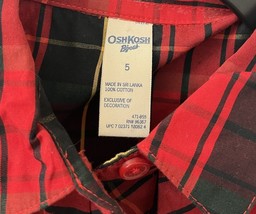 OSHKOSH
B'gosh
5
MADE IN SRI LANKA
100% COTTON
EXCLUSIVE OF
DECORATION